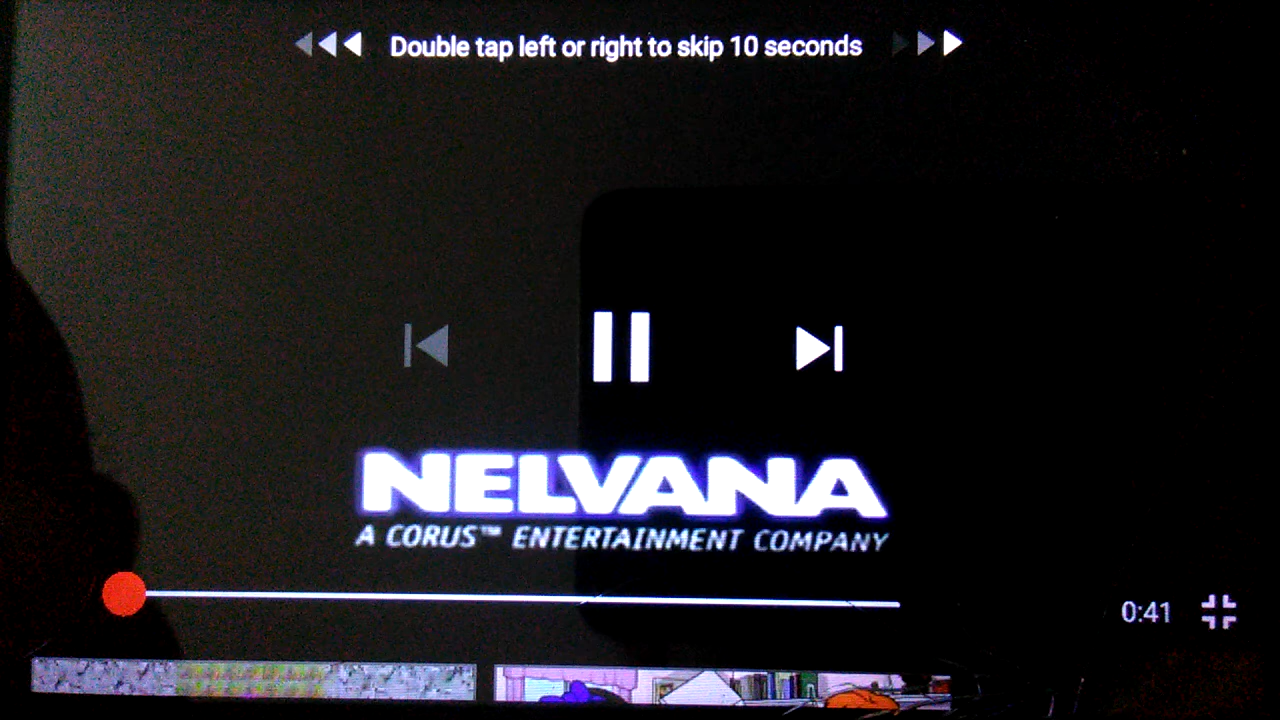 Double tap left or right to skip 10 seconds
NELVANA
A CORUS™ ENTERTAINMENT COMPANY
0:41